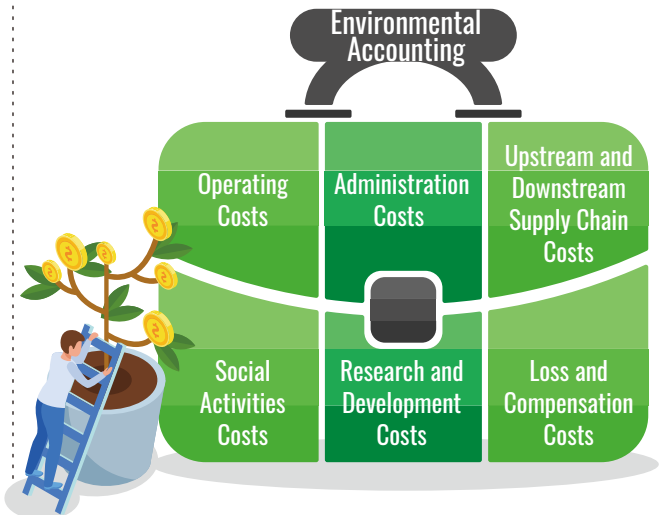 Environmental
Accounting
Operating
Costs
Administration
Costs
Upstream and
Downstream
Supply Chain
Costs
Social
Activities
Costs
Research and
Development
Costs
Loss and
Compensation
Costs